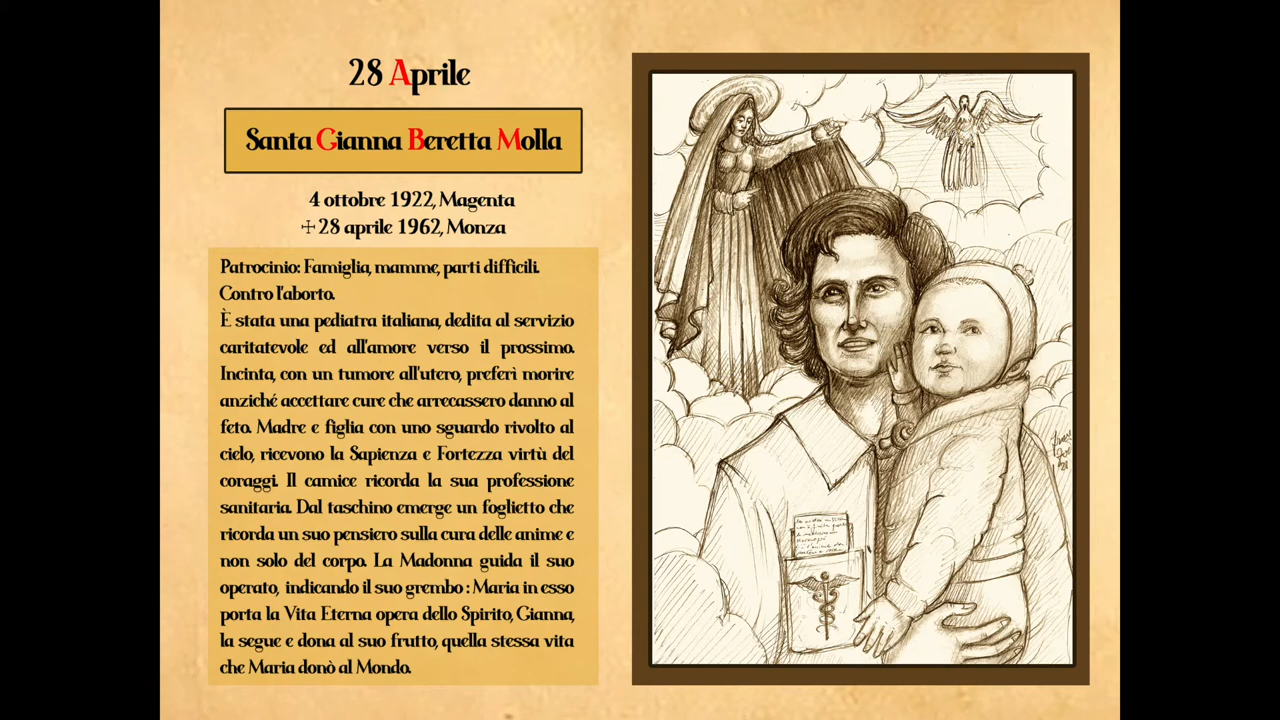 28 Aprile
Santa Gianna Beretta Molla
4 ottobre 1922, Magenta
☩ 28 aprile 1962, Monza
Patrocinio: Famiglia, mamme, parti difficili.
Contro l'aborto.
È stata una pediatra italiana, dedita al servizio
caritatevole ed all'amore verso il prossimo.
Incinta, con un tumore all'utero, preferì morire
anziché accettare cure che arrecassero danno al
feto. Madre e figlia con uno sguardo rivolto al
cielo, ricevono la Sapienza e Fortezza virtù del
coraggi. Il camice ricorda la sua professione
sanitaria. Dal taschino emerge un foglietto che
ricorda un suo pensiero sulla cura delle anime e
non solo del corpo. La Madonna guida il suo
operato, indicando il suo grembo : Maria in esso
porta la Vita Eterna opera dello Spirito, Gianna,
la segue e dona al suo frutto, quella stessa vita
che Maria donò al Mondo.